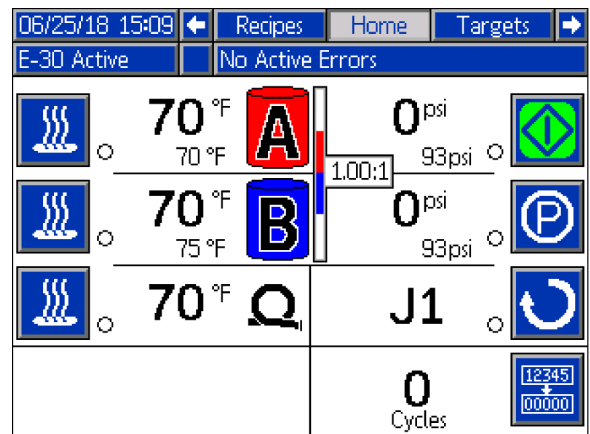 06/25/18 15:09 Recipes Home Targets
E-30 Active No Active Errors
70 °F A 0 psi
70 °F 93psi
1.00:1
70 °F B 0 psi
75 °F 93psi
P
70 °F J1
12345
00000
0
Cycles